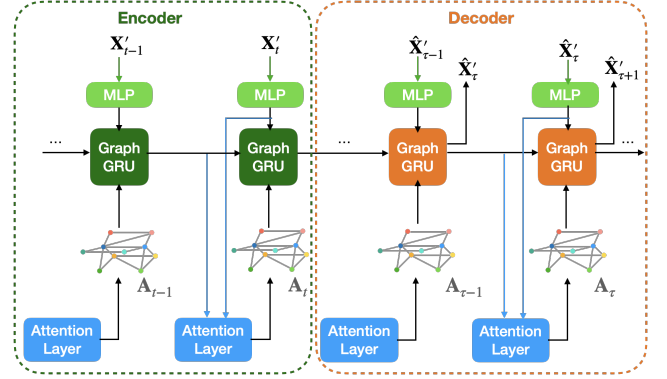 Encoder
Decoder
X′_{t−1}
X′_t
X̂′_{τ−1}
X̂′_τ
X̂′_τ
X̂′_{τ+1}
MLP
MLP
MLP
MLP
...
Graph
GRU
Graph
GRU
...
Graph
GRU
Graph
GRU
...
A_{t−1}
A_t
A_{τ−1}
A_τ
Attention
Layer
Attention
Layer
Attention
Layer
Attention
Layer